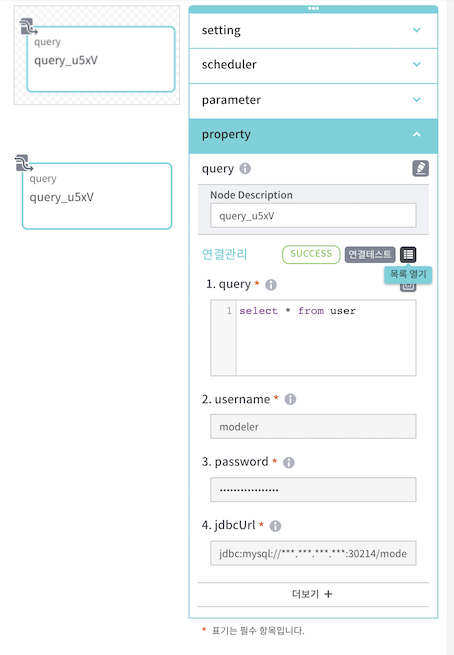 query
query_u5xV
query
query_u5xV
setting
scheduler
parameter
property
query
Node Description
query_u5xV
연결관리 SUCCESS 연결테스트
목록 열기
1. query *
1 select * from user
2. username *
modeler
3. password *
•••••••••••••••••
4. jdbcUrl *
jdbc:mysql://***.***.***.***:30214/mode
더보기 +
* 표기는 필수 항목입니다.